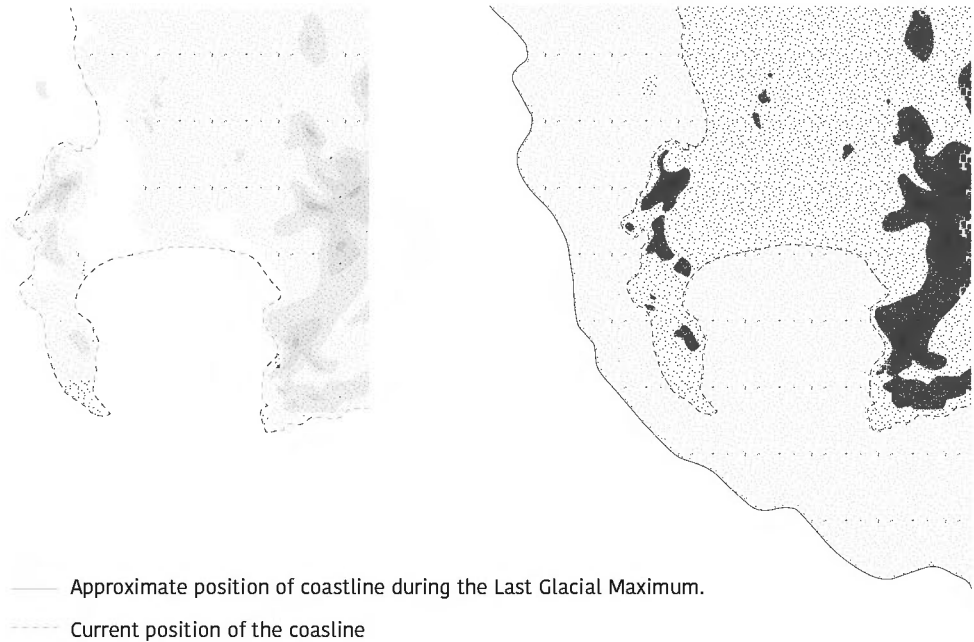 Approximate position of coastline during the Last Glacial Maximum.
Current position of the coasline